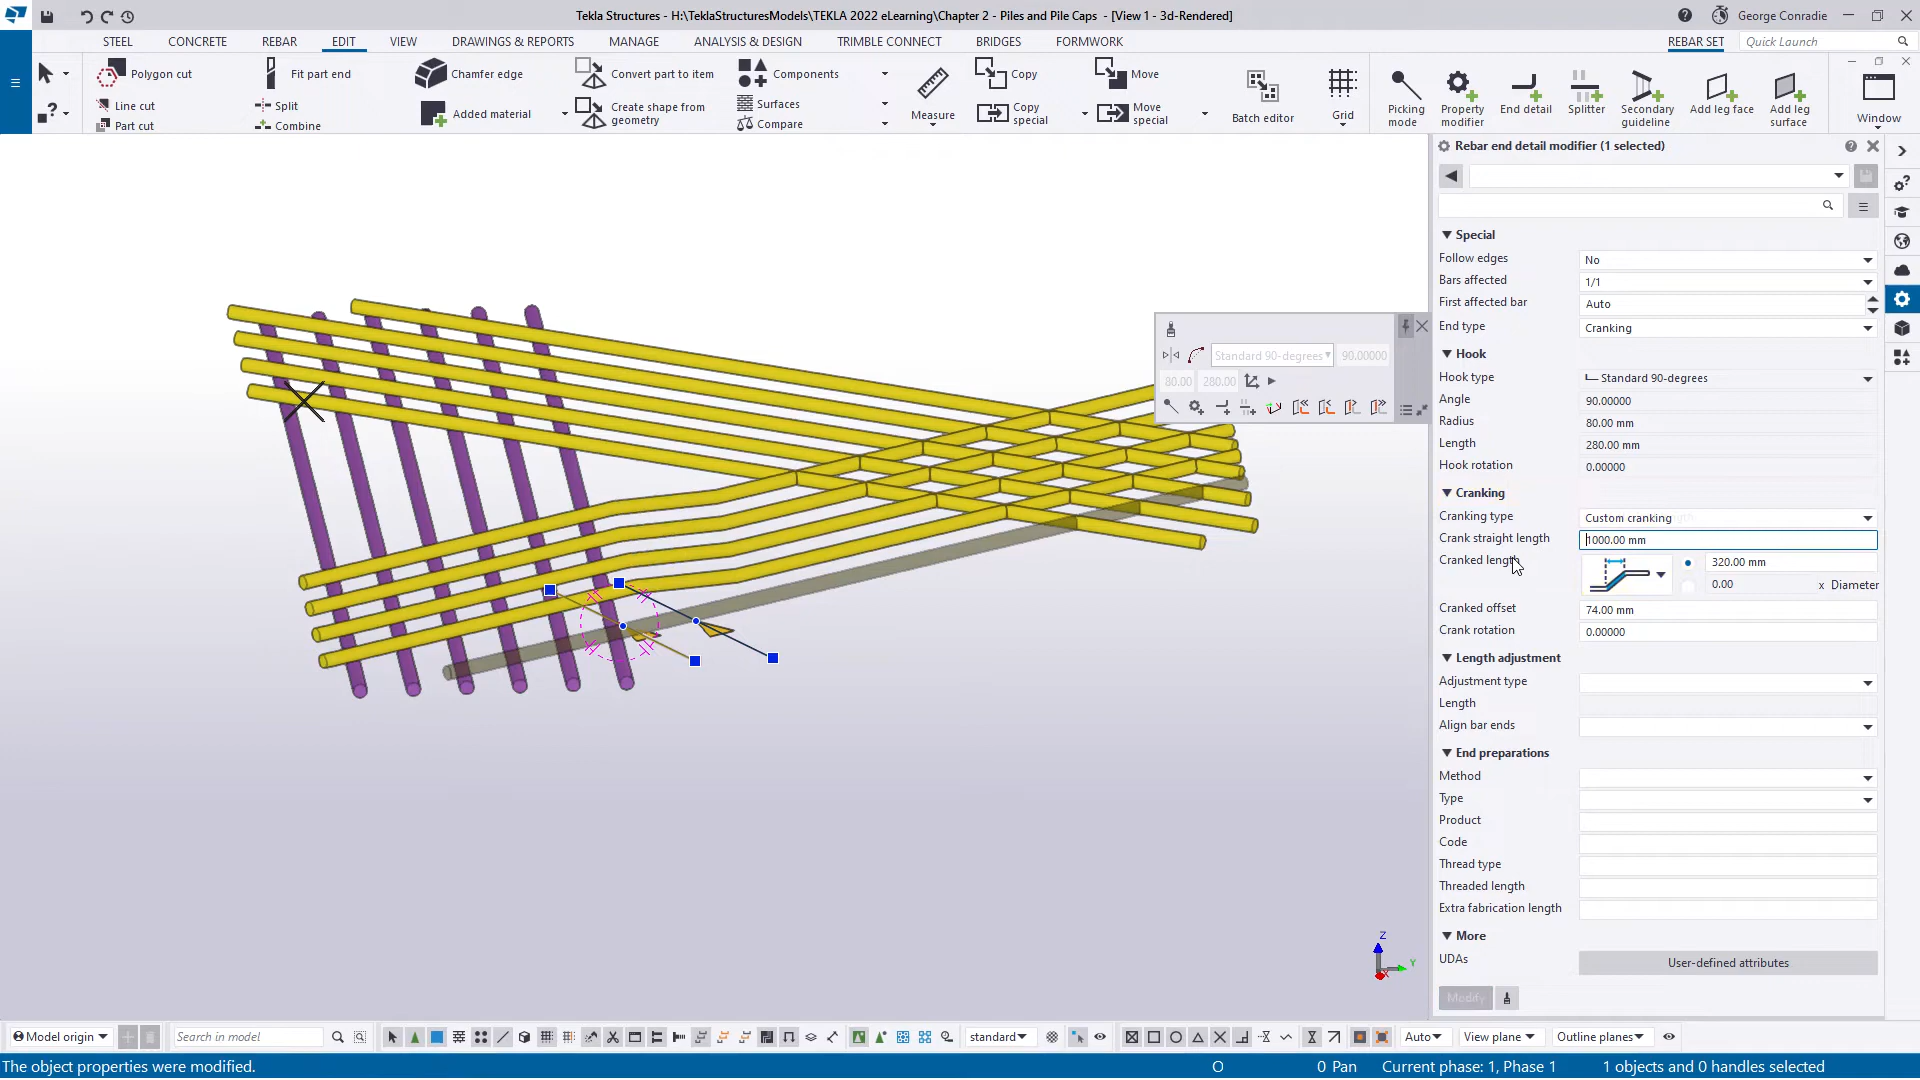 Tekla Structures - H:\TeklaStructuresModels\TEKLA 2022 eLearning\Chapter 2 - Piles and Pile Caps - [View 1 - 3d-Rendered]
George Conradie
STEEL CONCRETE REBAR EDIT VIEW DRAWINGS & REPORTS MANAGE ANALYSIS & DESIGN TRIMBLE CONNECT BRIDGES FORMWORK REBAR SET Quick Launch
Polygon cut
Line cut
Part cut
Fit part end
Split
Combine
Chamfer edge
Added material
Convert part to item
Create shape from
geometry
Components
Surfaces
Compare
Measure
Copy
Copy
special
Move
Move
special
Batch editor
Grid
Picking
mode
Property
modifier
End detail
Splitter
Secondary
guideline
Add leg face
Add leg
surface
Window
Rebar end detail modifier (1 selected)
Special
Follow edges No
Bars affected 1/1
First affected bar Auto
End type Cranking
Hook
Hook type Standard 90-degrees
Angle 90.00000
Radius 80.00 mm
Length 280.00 mm
Hook rotation 0.00000
Cranking
Cranking type Custom cranking
Crank straight length 1000.00 mm
Cranked length 320.00 mm
0.00 x Diameter
Cranked offset 74.00 mm
Crank rotation 0.00000
Length adjustment
Adjustment type
Length
Align bar ends
End preparations
Method
Type
Product
Code
Thread type
Threaded length
Extra fabrication length
More
UDAs User-defined attributes
Modify
Standard 90-degrees 90.00000
80.00 280.00
Z
Y
X
Model origin Search in model standard Auto View plane Outline planes
The object properties were modified. O 0 Pan Current phase: 1, Phase 1 1 objects and 0 handles selected